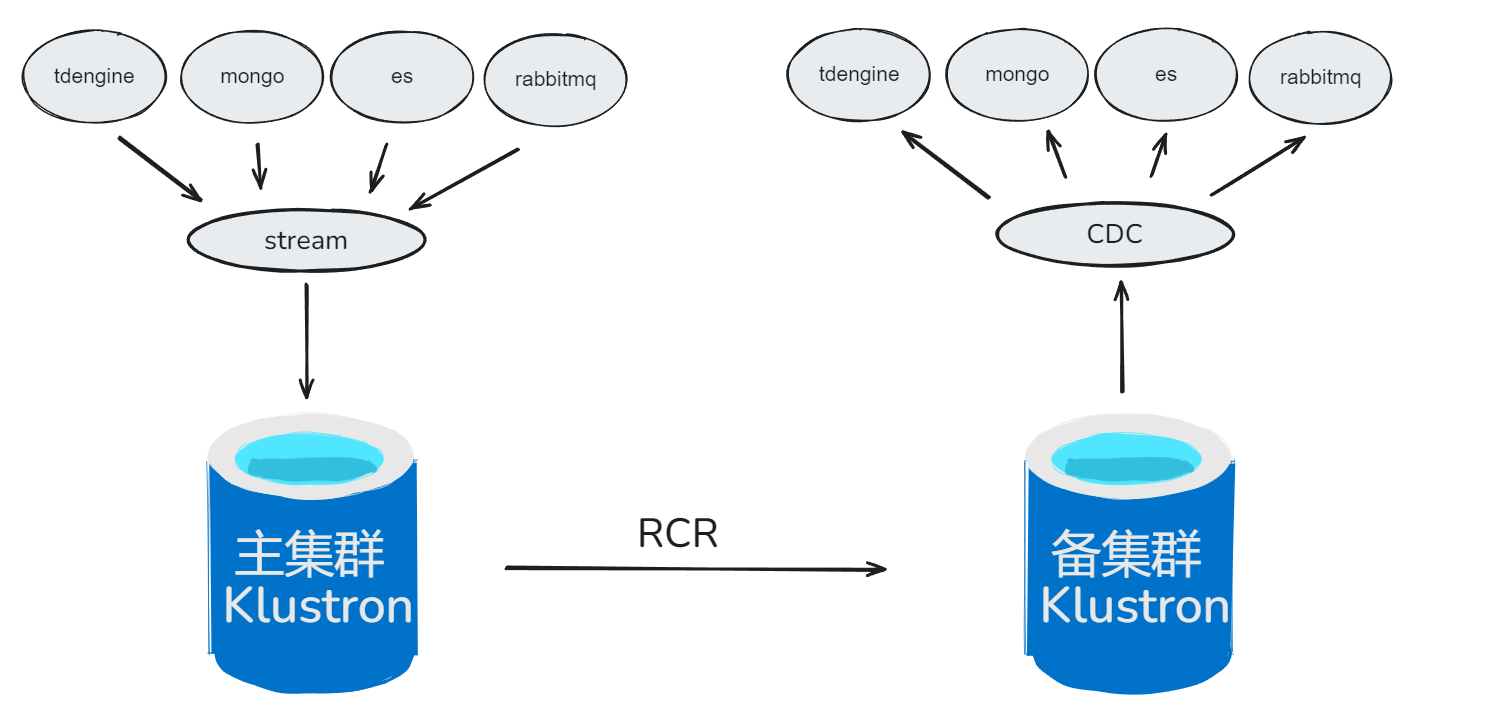 tdengine
mongo
es
rabbitmq
tdengine
mongo
es
rabbitmq
stream
CDC
RCR
主集群
Klustron
备集群
Klustron